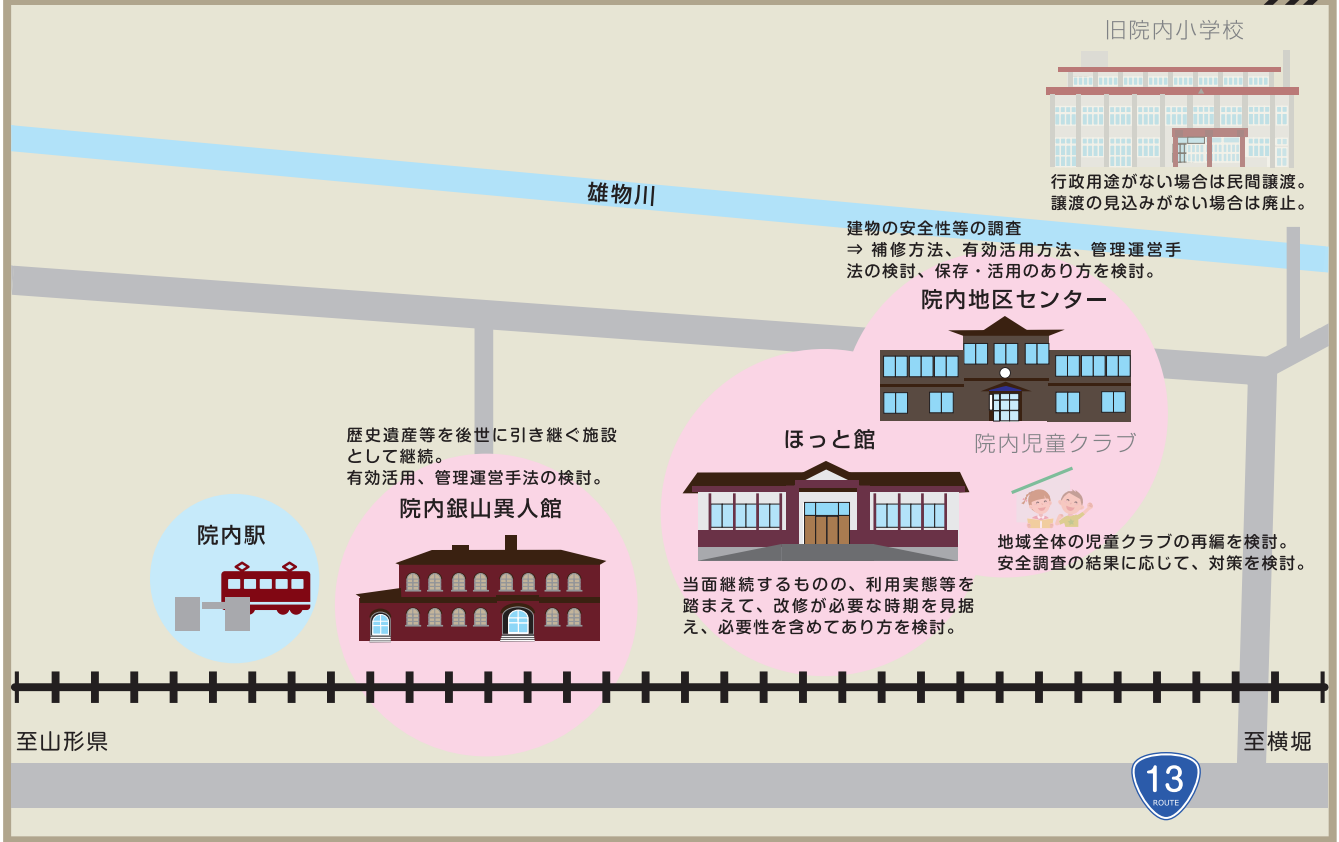 旧院内小学校
行政用途がない場合は民間譲渡。
譲渡の見込みがない場合は廃止。
雄物川
建物の安全性等の調査
⇒ 補修方法、有効活用方法、管理運営手
法の検討、保存・活用のあり方を検討。
院内地区センター
院内児童クラブ
地域全体の児童クラブの再編を検討。
安全調査の結果に応じて、対策を検討。
ほっと館
当面継続するものの、利用実態等を
踏まえて、改修が必要な時期を見据
え、必要性を含めてあり方を検討。
歴史遺産等を後世に引き継ぐ施設
として継続。
有効活用、管理運営手法の検討。
院内銀山異人館
院内駅
至山形県
至横堀
13
ROUTE